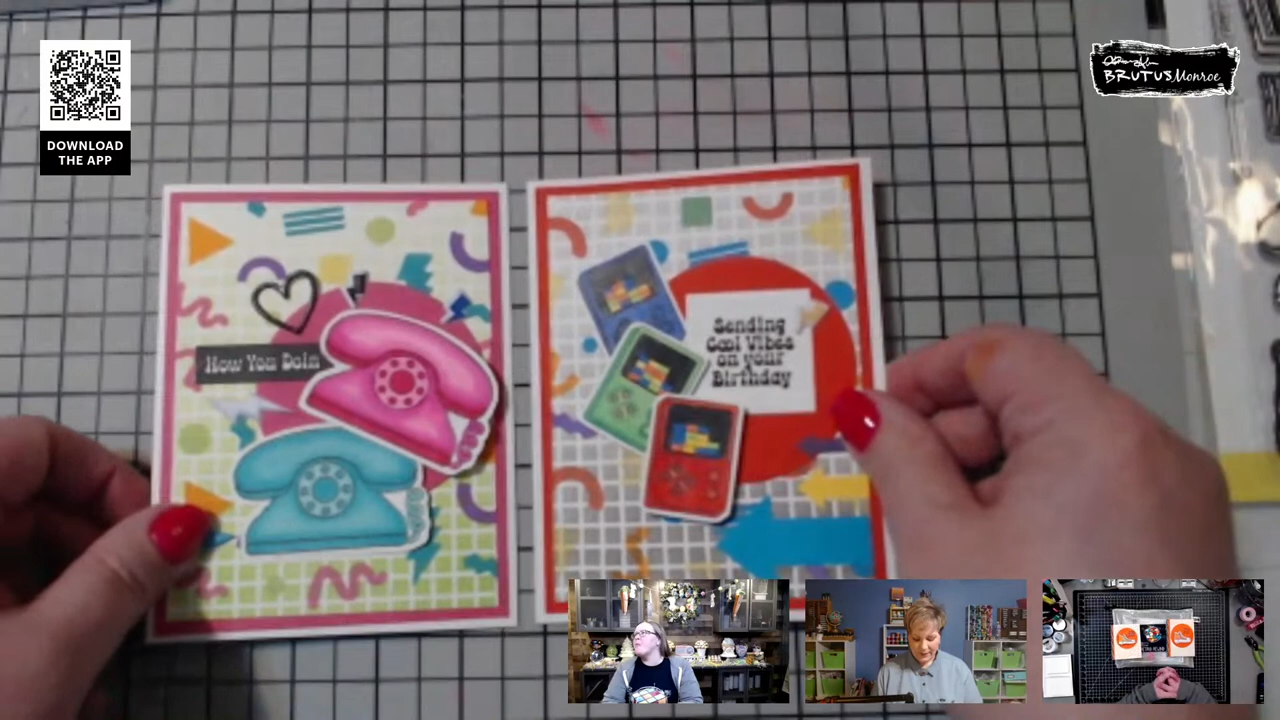 DOWNLOAD
THE APP
BRUTUS Monroe
How You Doin
Sending
Cool Vibes
on your
Birthday